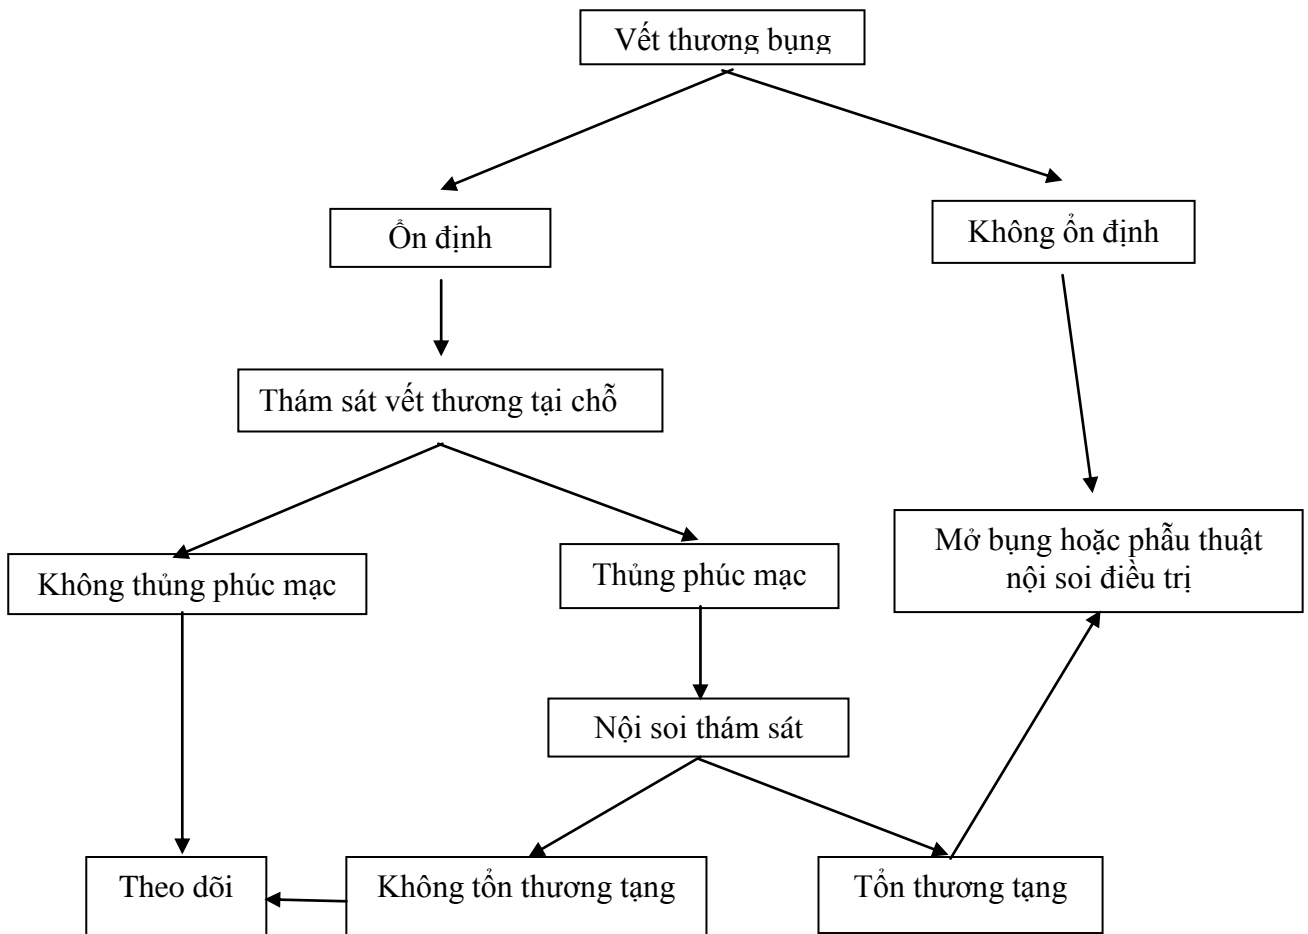 Vết thương bụng
Ổn định
Không ổn định
Thám sát vết thương tại chỗ
Không thủng phúc mạc
Thủng phúc mạc
Mở bụng hoặc phẫu thuật
nội soi điều trị
Nội soi thám sát
Theo dõi
Không tổn thương tạng
Tổn thương tạng